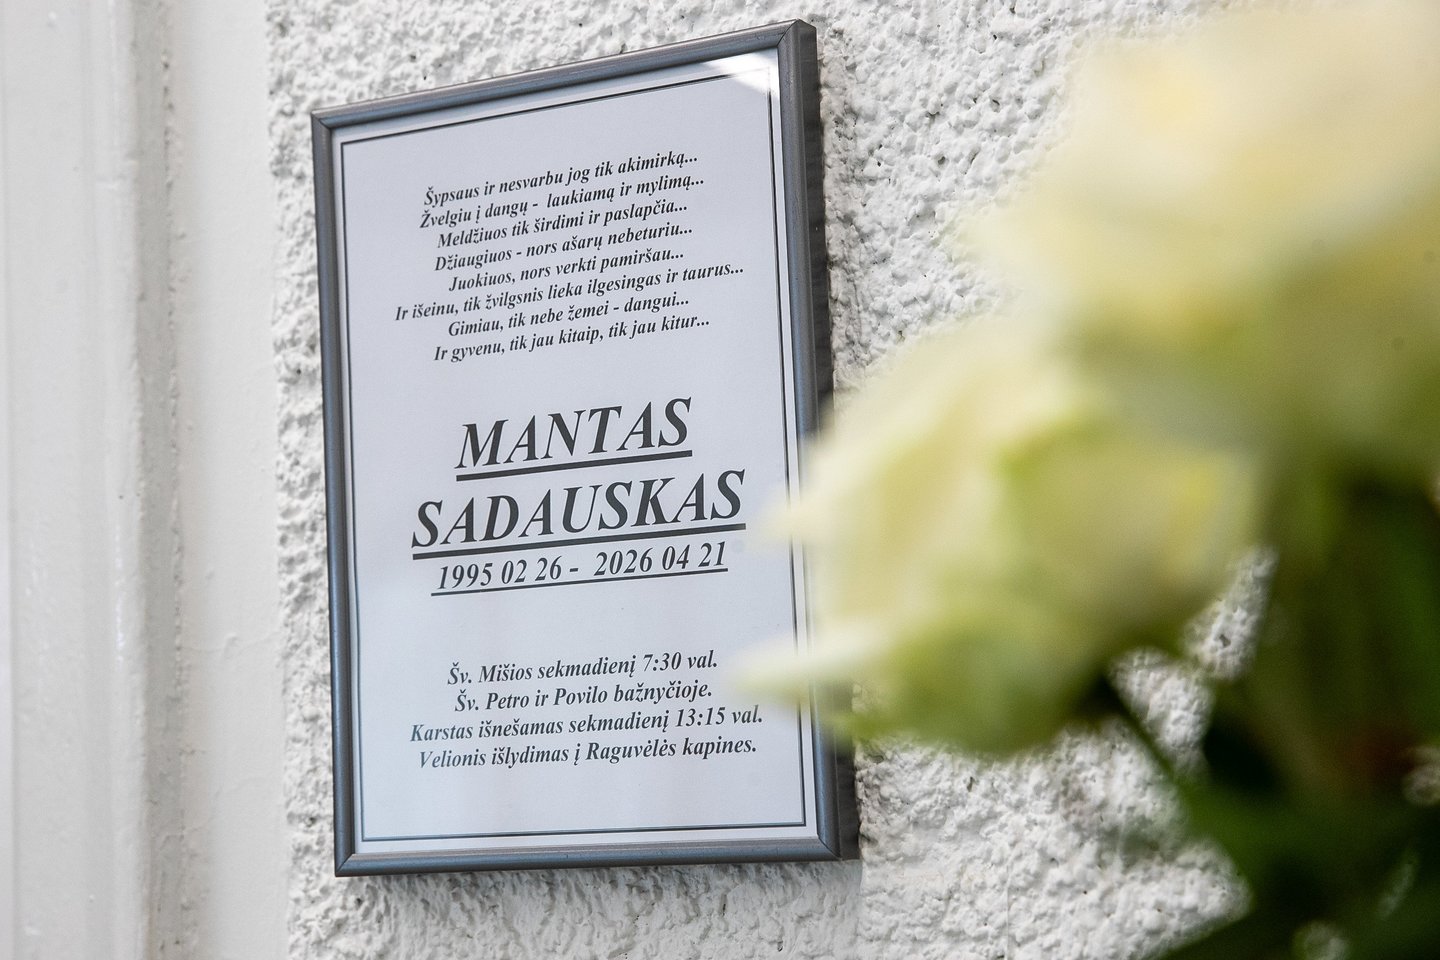 Šypsaus ir nesvarbu jog tik akimirką...
Žvelgiu į dangų - laukiamą ir mylimą...
Meldžiuos tik širdimi ir paslapčia...
Džiaugiuos - nors ašarų nebeturiu...
Juokiuos, nors verkti pamiršau...
Ir išeinu, tik žvilgsnis lieka ilgesingas ir taurus...
Gimiau, tik nebe žemei - dangui...
Ir gyvenu, tik jau kitaip, tik jau kitur...
MANTAS
SADAUSKAS
1995 02 26 - 2026 04 21
Šv. Mišios sekmadienį 7:30 val.
Šv. Petro ir Povilo bažnyčioje.
Karstas išnešamas sekmadienį 13:15 val.
Velionis išlydimas į Raguvėlės kapines.